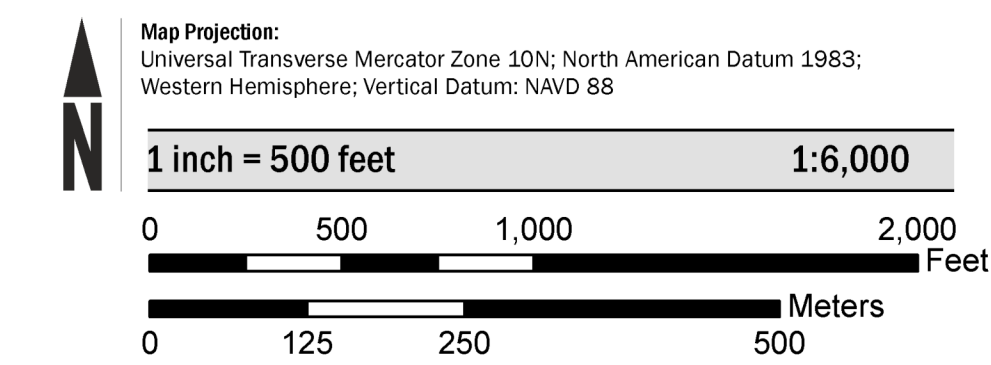 N
Map Projection:
Universal Transverse Mercator Zone 10N; North American Datum 1983;
Western Hemisphere; Vertical Datum: NAVD 88
1 inch = 500 feet 1:6,000
0 500 1,000 2,000
Feet
Meters
0 125 250 500